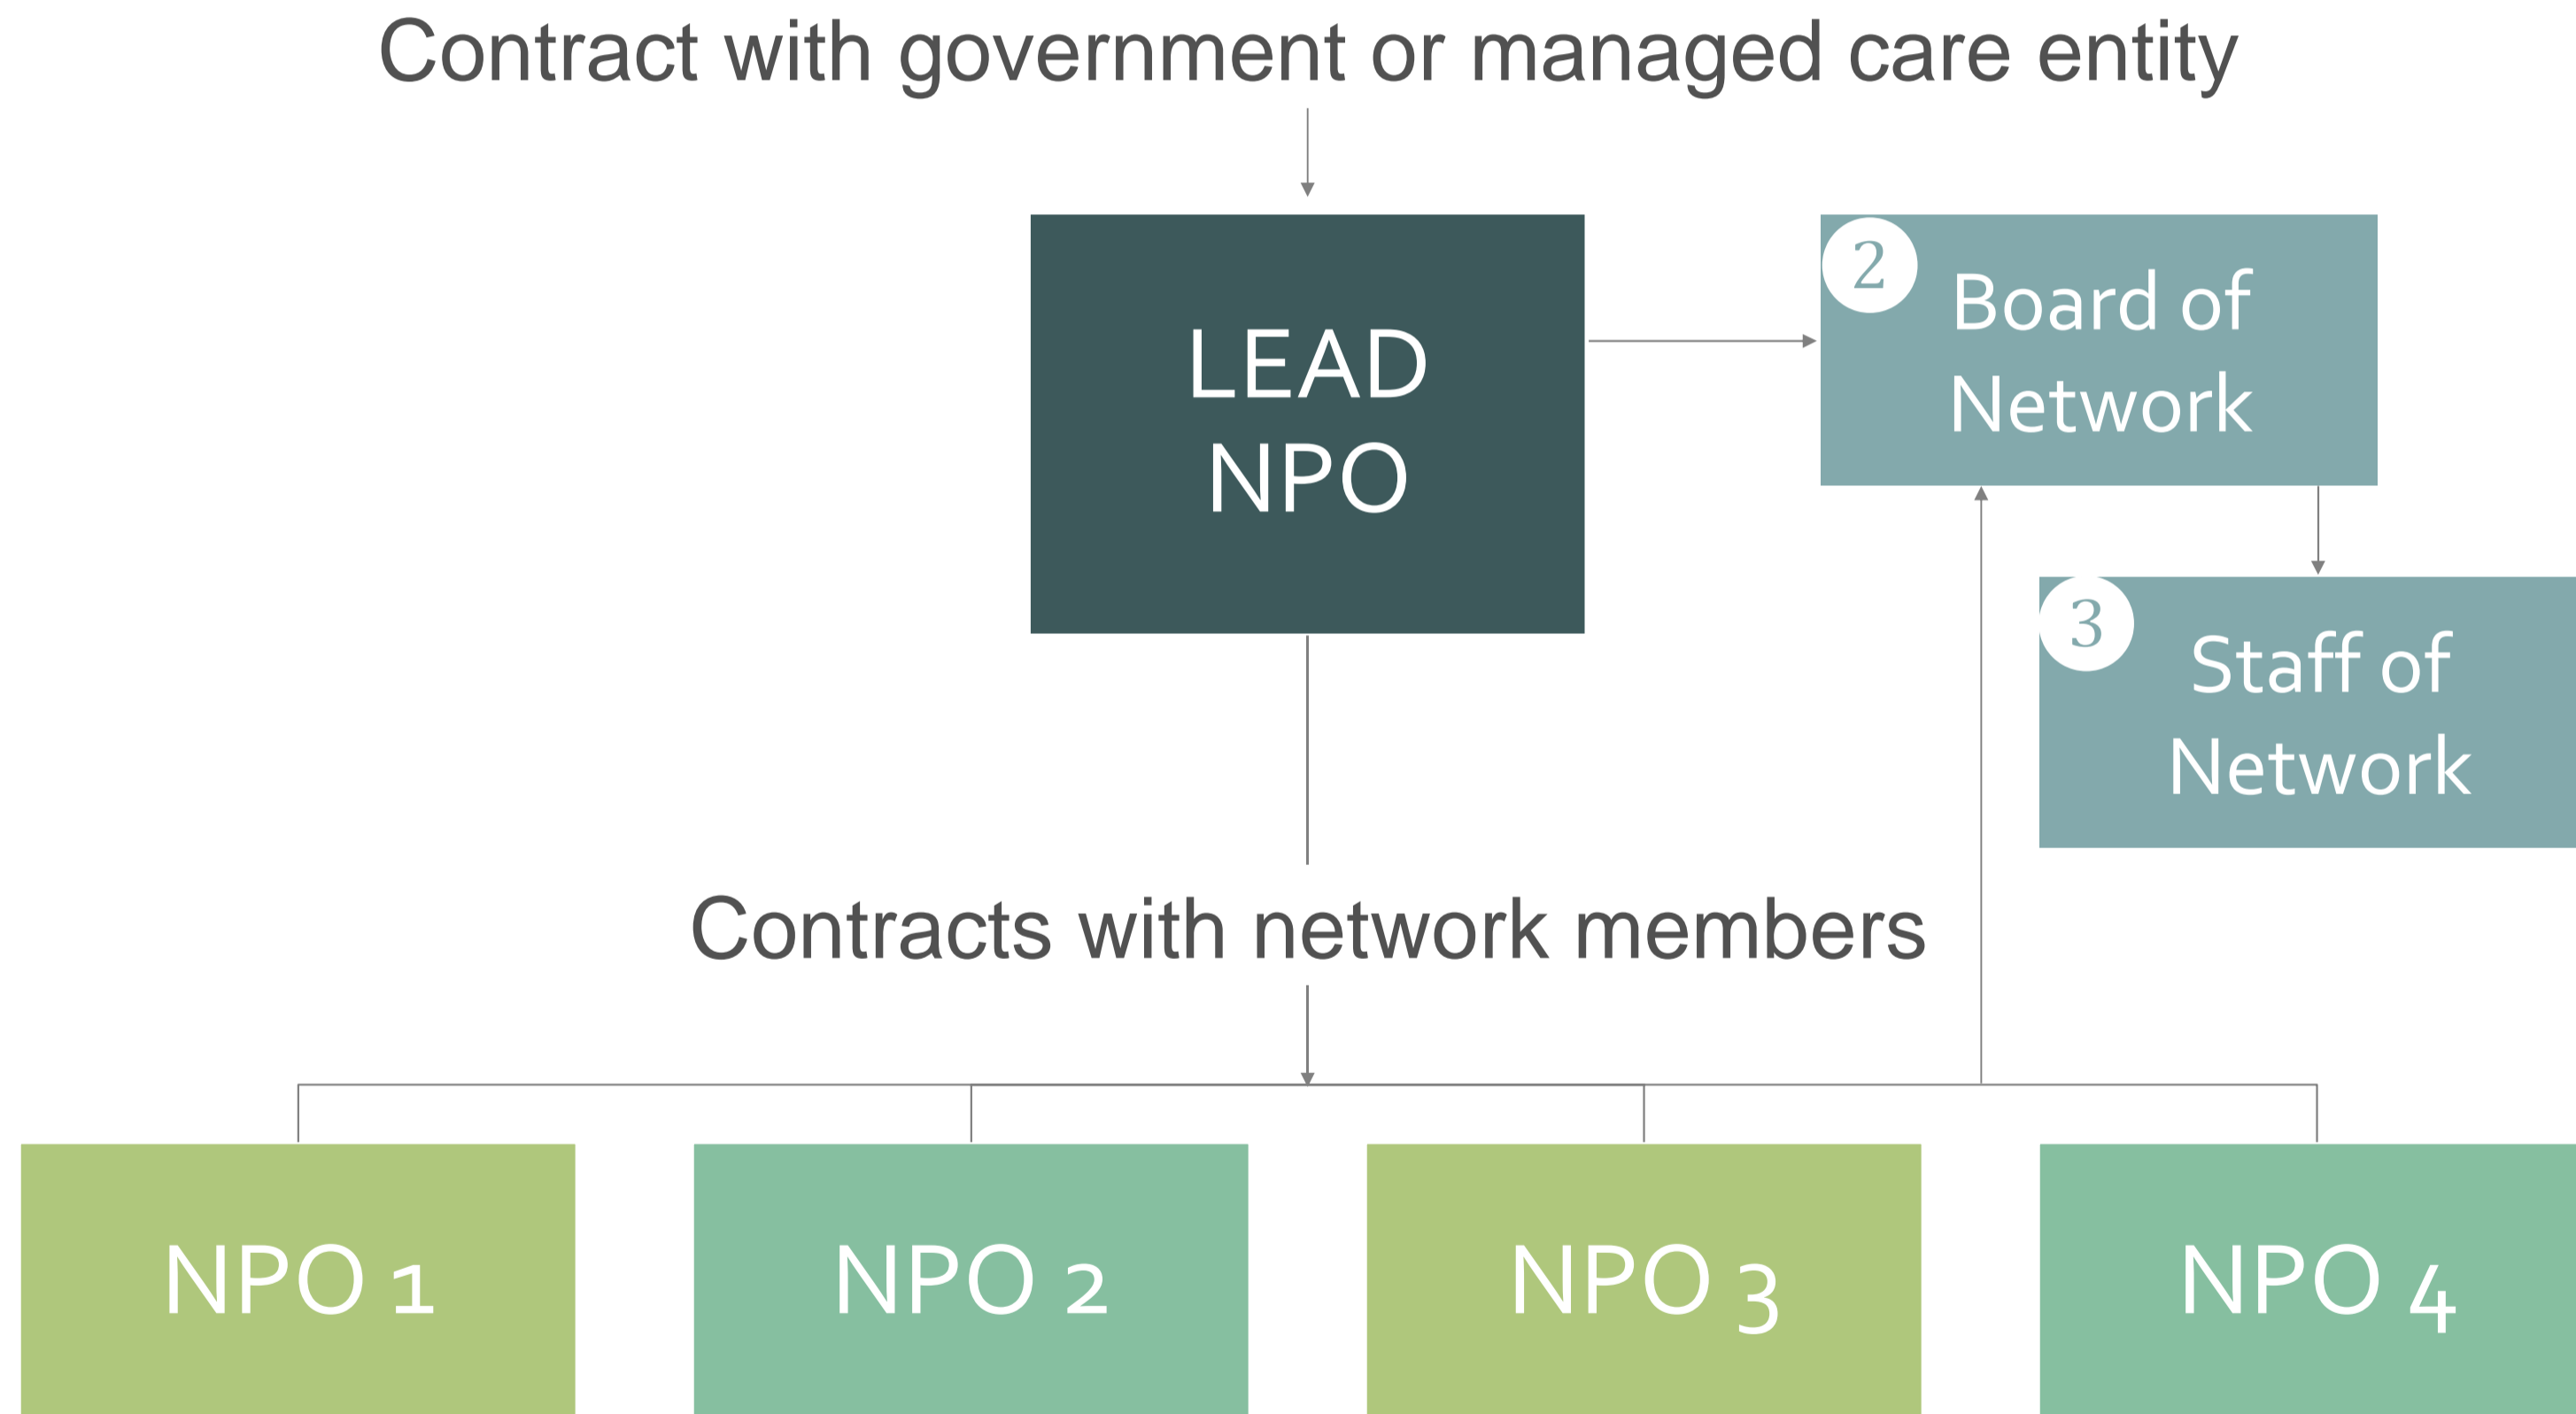 Contract with government or managed care entity
LEAD
NPO
2
Board of
Network
3
Staff of
Network
Contracts with network members
NPO 1
NPO 2
NPO 3
NPO 4